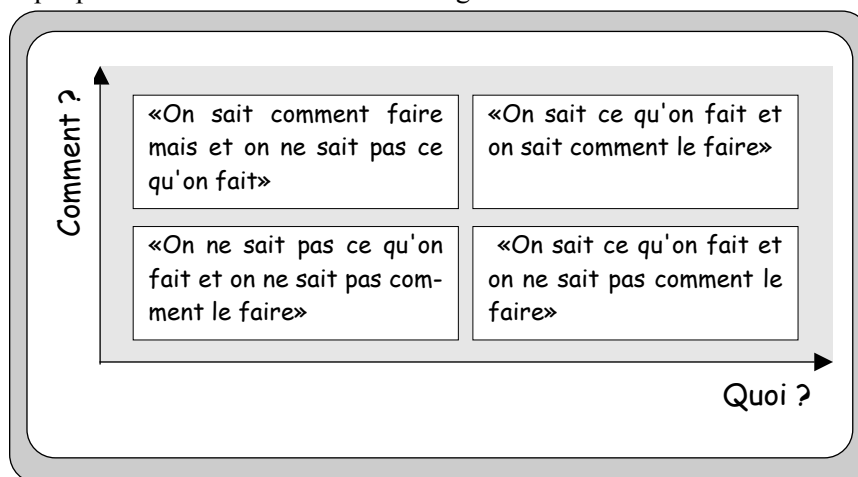 Comment ?
«On sait comment faire
mais et on ne sait pas ce
qu'on fait»
«On sait ce qu'on fait et
on sait comment le faire»
«On ne sait pas ce qu'on
fait et on ne sait pas com-
ment le faire»
«On sait ce qu'on fait et
on ne sait pas comment le
faire»
Quoi ?